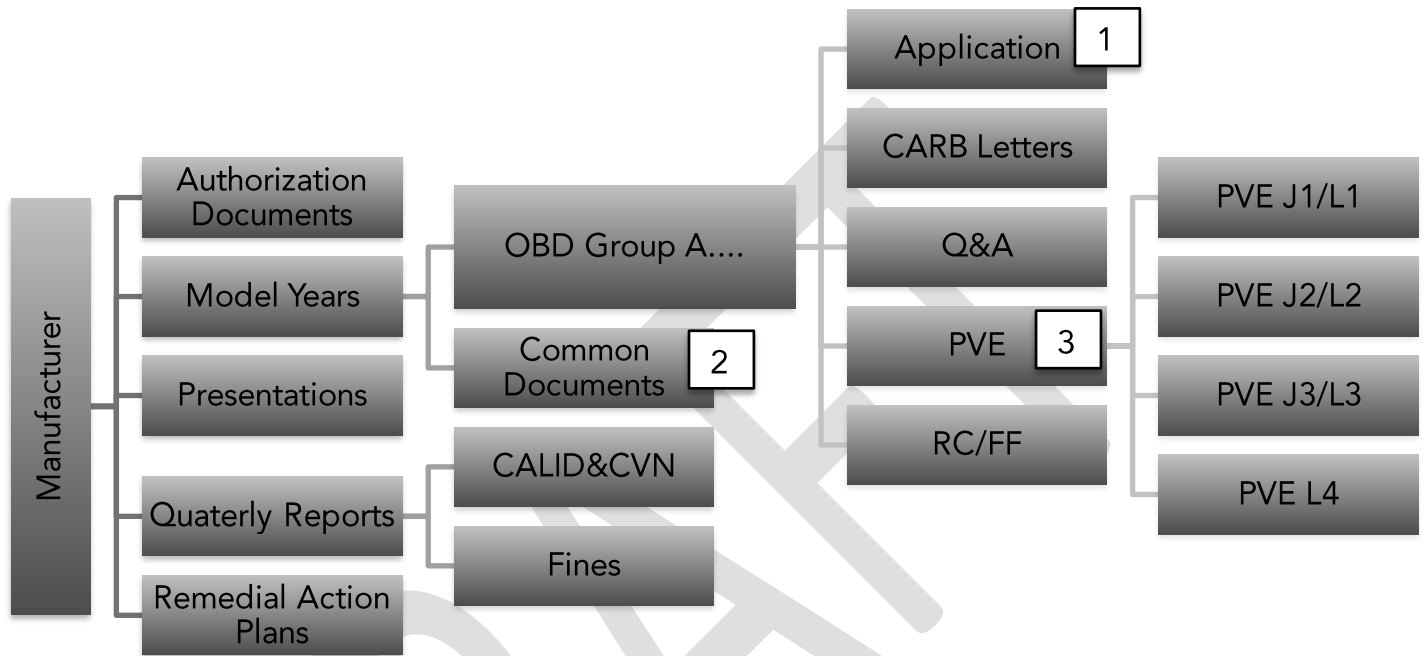 Manufacturer
Authorization
Documents
Model Years
Presentations
Quaterly Reports
Remedial Action
Plans
OBD Group A....
Common
Documents
2
CALID&CVN
Fines
Application
1
CARB Letters
Q&A
PVE
3
RC/FF
PVE J1/L1
PVE J2/L2
PVE J3/L3
PVE L4